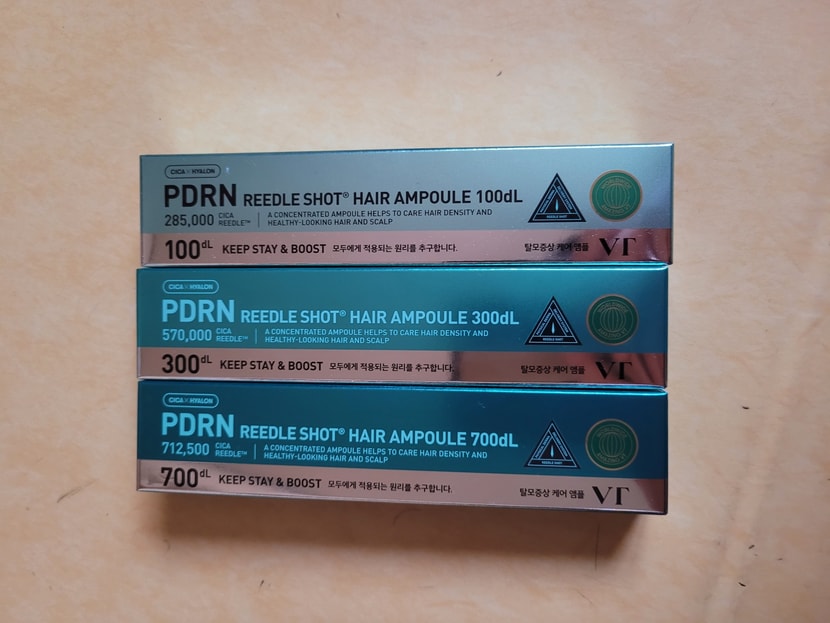 CICA × HYALON
PDRN REEDLE SHOT® HAIR AMPOULE 100dL
285,000 CICA REEDLE™
A CONCENTRATED AMPOULE HELPS TO CARE HAIR DENSITY AND
HEALTHY-LOOKING HAIR AND SCALP
REEDLE SHOT
100dL KEEP STAY & BOOST 모두에게 적용되는 원리를 추구합니다. 탈모증상 케어 앰플 VT
CICA × HYALON
PDRN REEDLE SHOT® HAIR AMPOULE 300dL
570,000 CICA REEDLE™
A CONCENTRATED AMPOULE HELPS TO CARE HAIR DENSITY AND
HEALTHY-LOOKING HAIR AND SCALP
REEDLE SHOT
300dL KEEP STAY & BOOST 모두에게 적용되는 원리를 추구합니다. 탈모증상 케어 앰플 VT
CICA × HYALON
PDRN REEDLE SHOT® HAIR AMPOULE 700dL
712,500 CICA REEDLE™
A CONCENTRATED AMPOULE HELPS TO CARE HAIR DENSITY AND
HEALTHY-LOOKING HAIR AND SCALP
REEDLE SHOT
700dL KEEP STAY & BOOST 모두에게 적용되는 원리를 추구합니다. 탈모증상 케어 앰플 VT